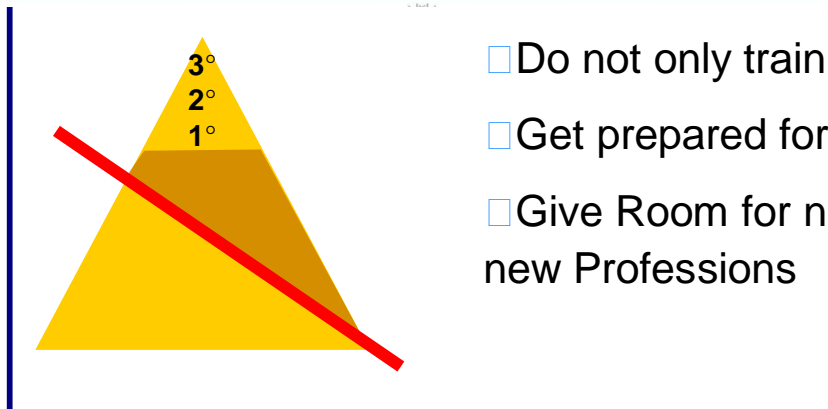 3°
2°
1°
Do not only train
Get prepared for
Give Room for n
new Professions